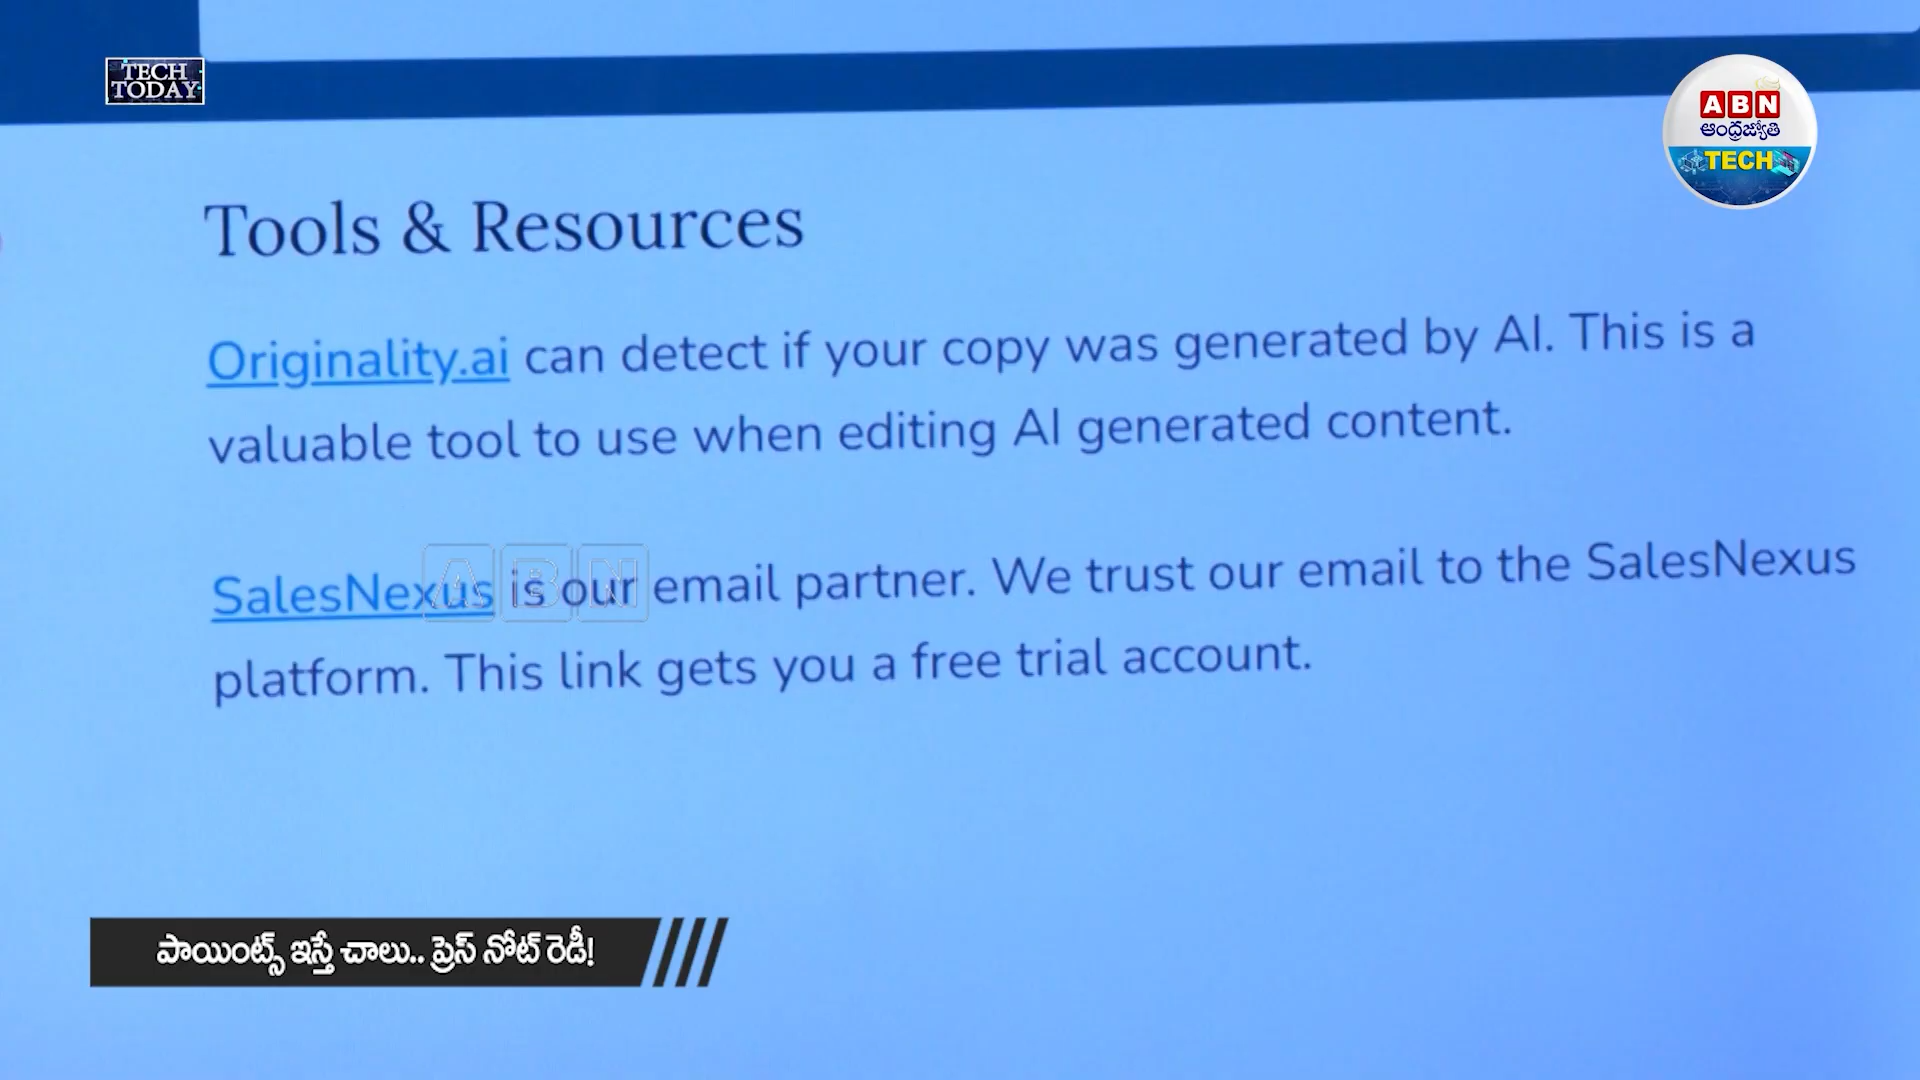 TECH
TODAY
ABN
ఆంధ్రజ్యోతి
TECH
Tools & Resources
Originality.ai can detect if your copy was generated by AI. This is a
valuable tool to use when editing AI generated content.
SalesNexus is our email partner. We trust our email to the SalesNexus
platform. This link gets you a free trial account.
ABN
పాయింట్స్ ఇస్తే చాలు.. ప్రెస్ నోట్ రెడీ!